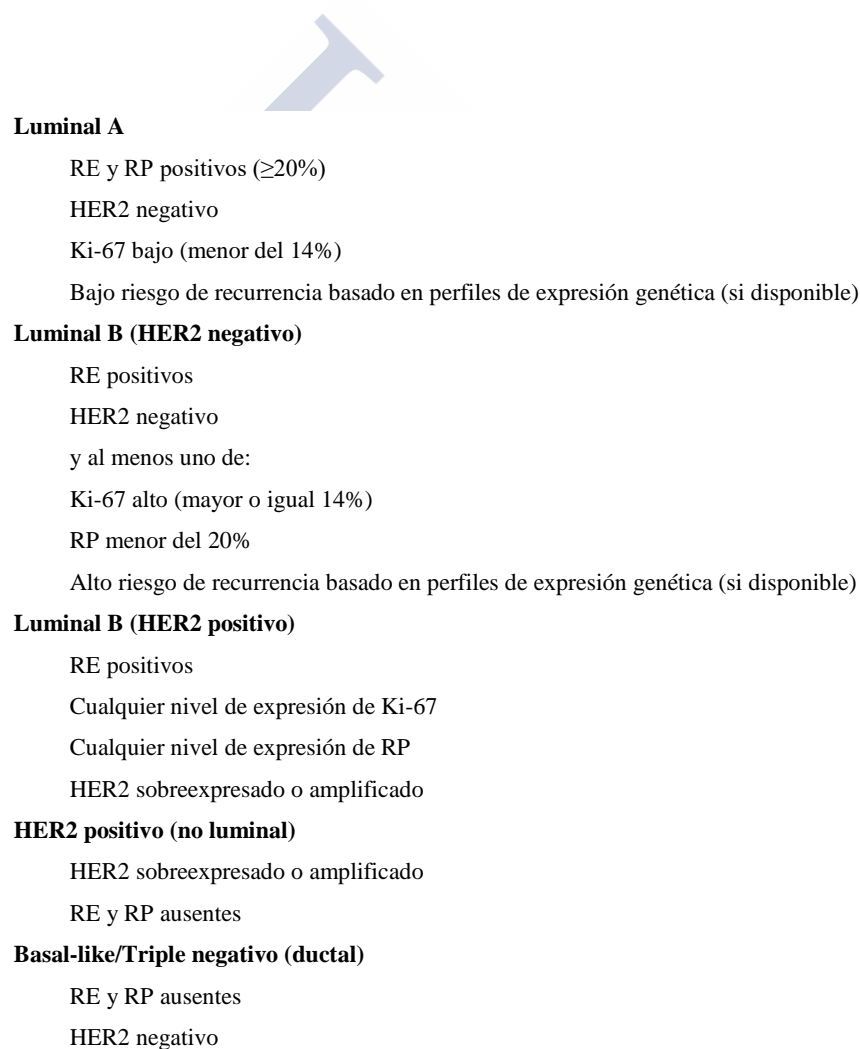 Luminal A
RE y RP positivos (≥20%)
HER2 negativo
Ki-67 bajo (menor del 14%)
Bajo riesgo de recurrencia basado en perfiles de expresión genética (si disponible)
Luminal B (HER2 negativo)
RE positivos
HER2 negativo
y al menos uno de:
Ki-67 alto (mayor o igual 14%)
RP menor del 20%
Alto riesgo de recurrencia basado en perfiles de expresión genética (si disponible)
Luminal B (HER2 positivo)
RE positivos
Cualquier nivel de expresión de Ki-67
Cualquier nivel de expresión de RP
HER2 sobreexpresado o amplificado
HER2 positivo (no luminal)
HER2 sobreexpresado o amplificado
RE y RP ausentes
Basal-like/Triple negativo (ductal)
RE y RP ausentes
HER2 negativo